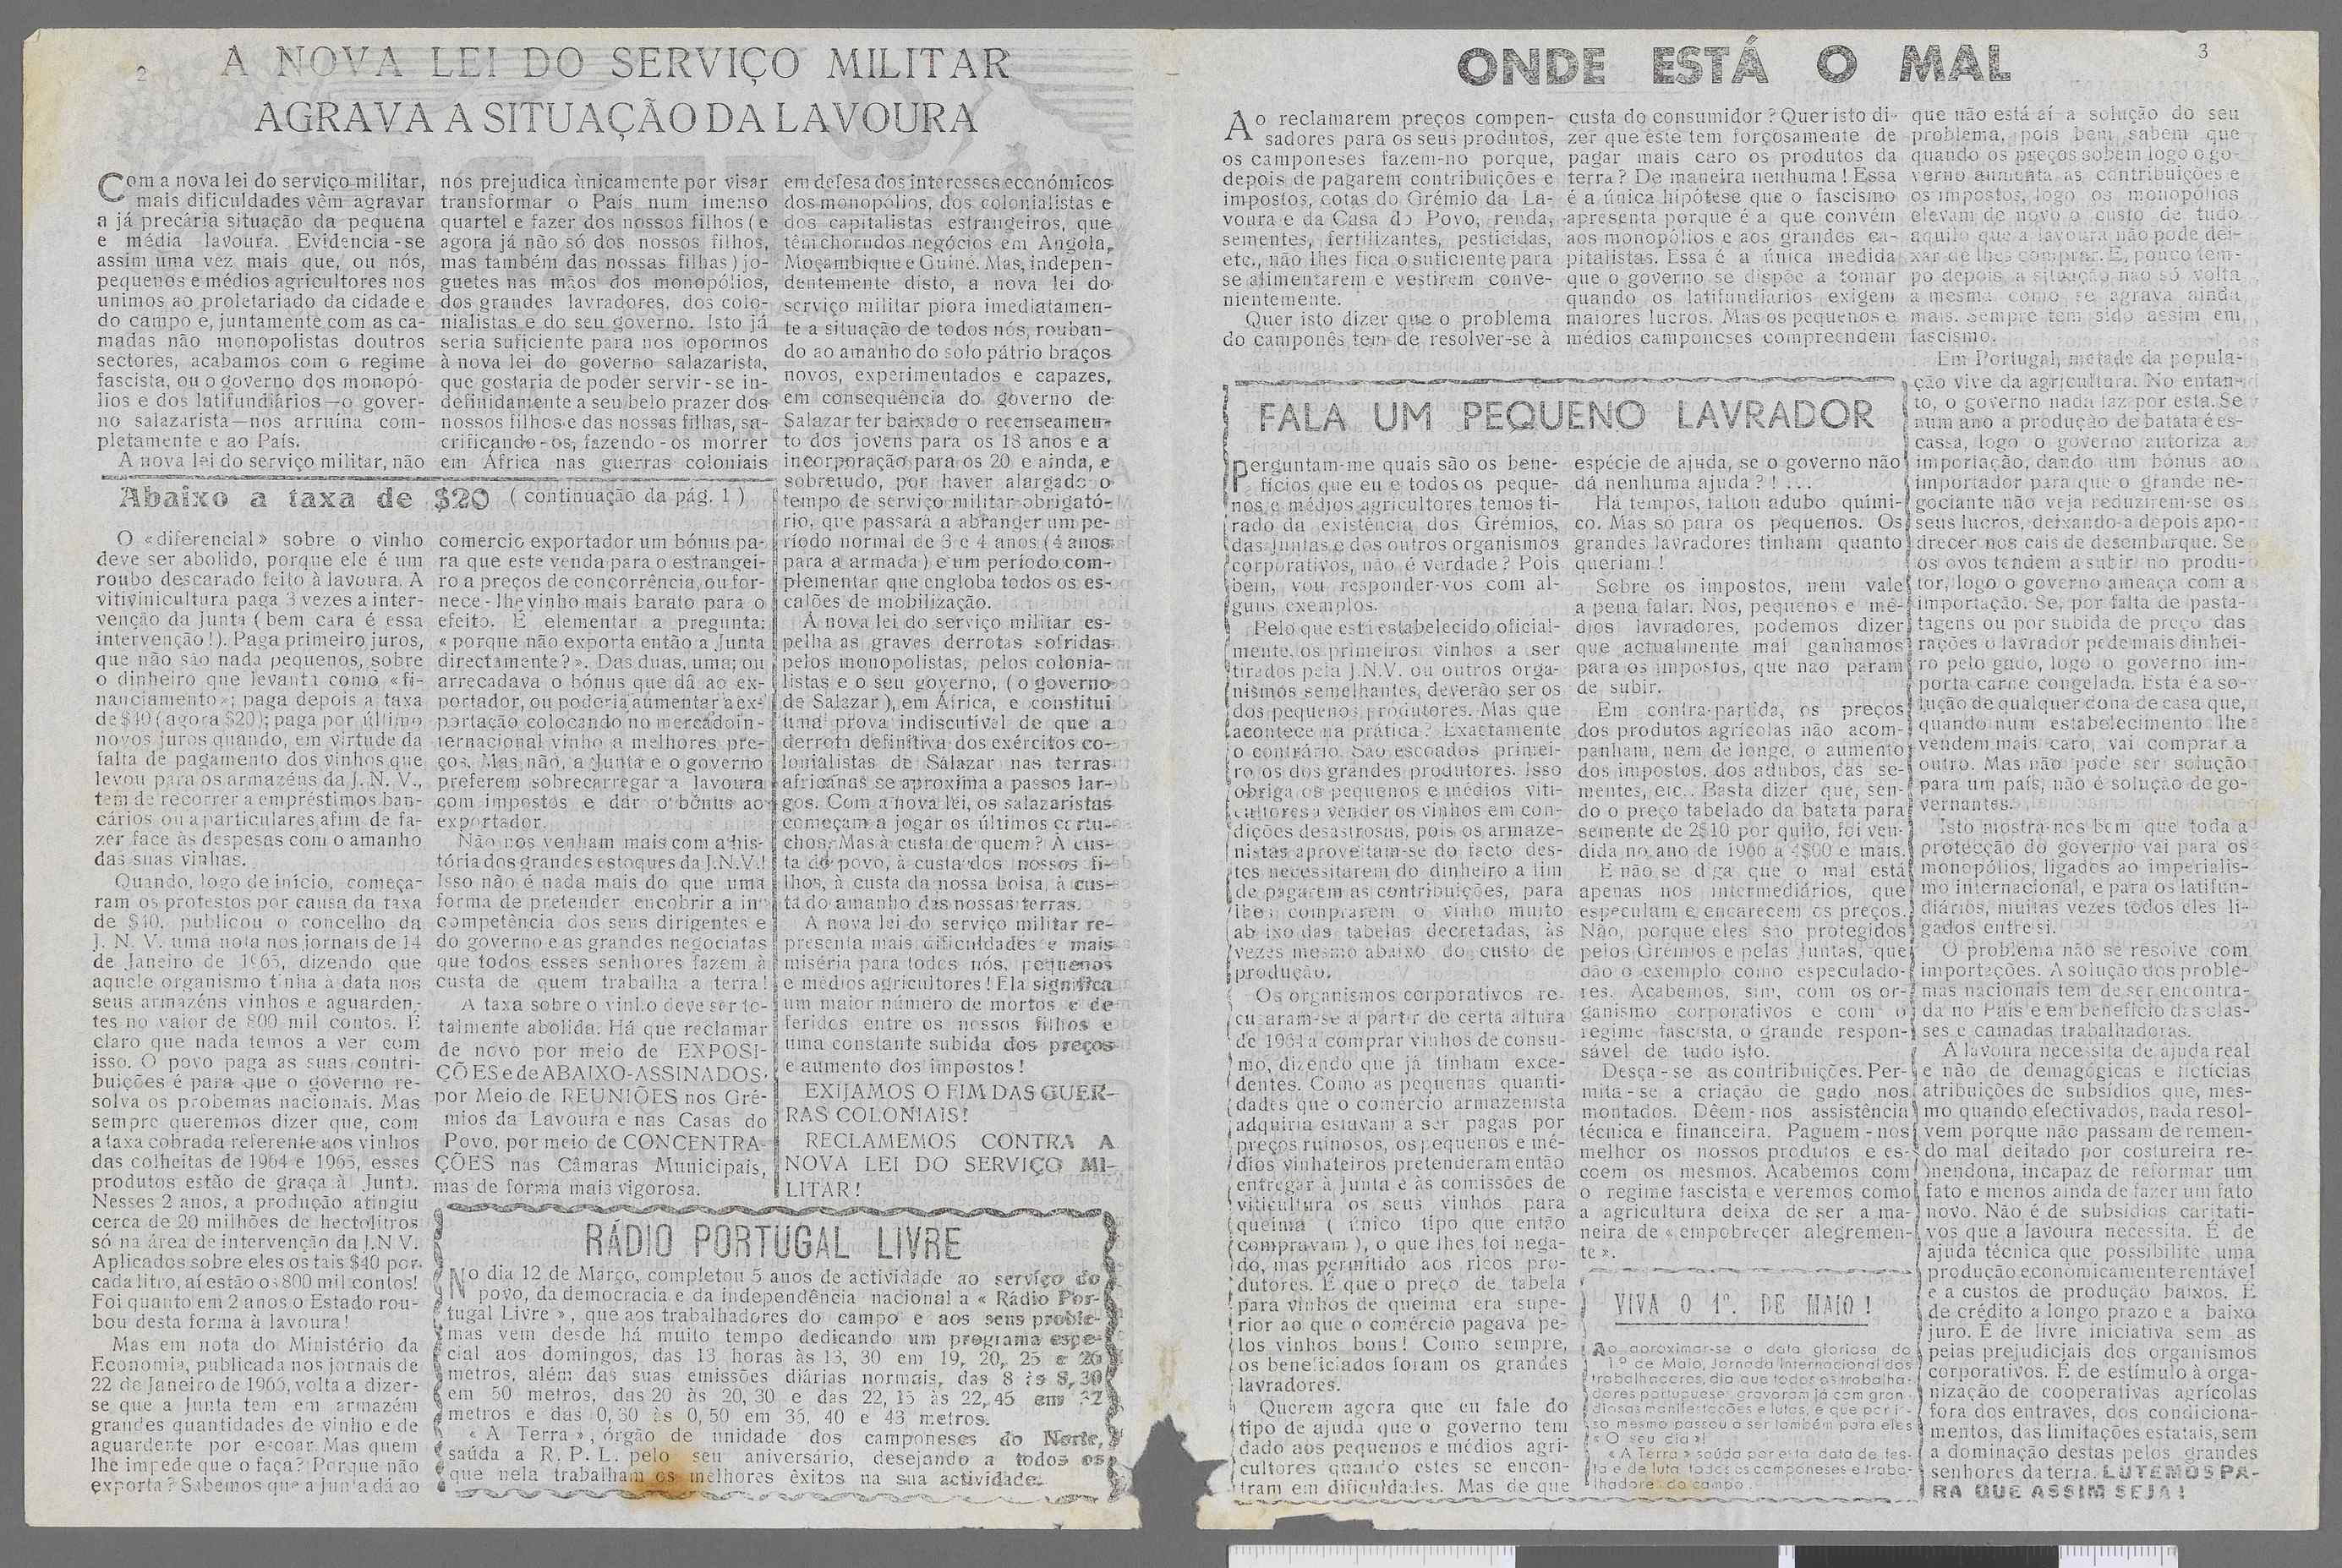 2
A NOVA LEI DO SERVIÇO MILITAR
AGRAVA A SITUAÇÃO DA LAVOURA
Com a nova lei do serviço militar,
mais dificuldades vêm agravar
a já precária situação da pequena
e média lavoura. Evidencia-se
assim uma vez mais que, ou nós,
pequenos e médios agricultores nos
unimos ao proletariado da cidade e
do campo e, juntamente com as ca-
madas não monopolistas doutros
sectores, acabamos com o regime
fascista, ou o governo dos monopó-
lios e dos latifundiários—o gover-
no salazarista—nos arruina com-
pletamente e ao País.
A nova lei do serviço militar, não
nos prejudica ùnicamente por visar
transformar o País num imenso
quartel e fazer dos nossos filhos (e
agora já não só dos nossos filhos,
mas também das nossas filhas) jo-
guetes nas mãos dos monopólios,
dos grandes lavradores, dos colo-
nialistas e do seu governo. Isto já
seria suficiente para nos opormos
à nova lei do governo salazarista,
que gostaria de poder servir-se in-
definidamente a seu belo prazer dos
nossos filhos e das nossas filhas, sa-
crificando-os, fazendo-os morrer
em África nas guerras coloniais
em defesa dos interesses económicos
dos monopólios, dos colonialistas e
dos capitalistas estrangeiros, que
têm chorudos negócios em Angola,
Moçambique e Guiné. Mas, indepen-
dentemente disto, a nova lei do
serviço militar piora imediatamen-
te a situação de todos nós, rouban-
do ao amanho do solo pátrio braços
novos, experimentados e capazes,
em consequência do governo de
Salazar ter baixado o recenseamen-
to dos jovens para os 18 anos e a
incorporação para os 20 e ainda, e
sobretudo, por haver alargado o
tempo de serviço militar obrigató-
rio, que passará a abranger um pe-
ríodo normal de 3 e 4 anos (4 anos
para a armada) e um período com-
plementar que engloba todos os es-
calões de mobilização.
A nova lei do serviço militar es-
pelha as graves derrotas sofridas
pelos monopolistas, pelos colonia-
listas e o seu governo, (o governo
de Salazar), em África, e constitui
uma prova indiscutível de que a
derrota definitiva dos exércitos co-
lonialistas de Salazar nas terras
africanas se aproxima a passos lar-
gos. Com a nova lei, os salazaristas
começam a jogar os últimos cartu-
chos. Mas à custa de quem? À cus-
ta do povo, à custa dos nossos fi-
lhos, à custa da nossa bolsa, à cus-
ta do amanho das nossas terras.
A nova lei do serviço militar re-
presenta mais dificuldades e mais
miséria para todos nós, pequenos
e médios agricultores! Ela significa
um maior número de mortos e de
feridos entre os nossos filhos e
uma constante subida dos preços
e aumento dos impostos!
EXIJAMOS O FIM DAS GUER-
RAS COLONIAIS!
RECLAMEMOS CONTRA A
NOVA LEI DO SERVIÇO MI-
LITAR!
Abaixo a taxa de $20 (continuação da pág. 1)
O «diferencial» sobre o vinho
deve ser abolido, porque ele é um
roubo descarado feito à lavoura. A
vitivinicultura paga 3 vezes a inter-
venção da Junta (bem cara é essa
intervenção!). Paga primeiro juros,
que não são nada pequenos, sobre
o dinheiro que levanta como «fi-
nanciamento»; paga depois a taxa
de $40 (agora $20); paga por último
novos juros quando, em virtude da
falta de pagamento dos vinhos que
levou para os armazéns da J. N. V.,
tem de recorrer a empréstimos ban-
cários ou a particulares afim de fa-
zer face às despesas com o amanho
das suas vinhas.
Quando, logo de início, começa-
ram os protestos por causa da taxa
de $40, publicou o concelho da
J. N. V. uma nota nos jornais de 14
de Janeiro de 1965, dizendo que
aquele organismo tinha à data nos
seus armazéns vinhos e aguarden-
tes no valor de 800 mil contos. É
claro que nada temos a ver com
isso. O povo paga as suas contri-
buições é para que o governo re-
solva os probemas nacionais. Mas
sempre queremos dizer que, com
a taxa cobrada referente aos vinhos
das colheitas de 1964 e 1965, esses
produtos estão de graça à Junta.
Nesses 2 anos, a produção atingiu
cerca de 20 milhões de hectolitros
só na área de intervenção da J.N V.
Aplicados sobre eles os tais $40 por
cada litro, aí estão os 800 mil contos!
Foi quanto em 2 anos o Estado rou-
bou desta forma à lavoura!
Mas em nota do Ministério da
Economia, publicada nos jornais de
22 de Janeiro de 1965, volta a dizer-
se que a Junta tem em armazém
grandes quantidades de vinho e de
aguardente por escoar. Mas quem
lhe impede que o faça? Porque não
exporta? Sabemos que a Junta dá ao
comercio exportador um bónus pa-
ra que este venda para o estrangei-
ro a preços de concorrência, ou for-
nece-lhe vinho mais barato para o
efeito. É elementar a pregunta:
«porque não exporta então a Junta
directamente?». Das duas, uma; ou
arrecadava o bónus que dá ao ex-
portador, ou poderia aumentar a ex-
portação colocando no mercado in-
ternacional vinho a melhores pre-
ços. Mas não, a Junta e o governo
preferem sobrecarregar a lavoura
com impostos e dar o bónus ao
exportador.
Não nos venham mais com a his-
tória dos grandes estoques da J.N.V.!
Isso não é nada mais do que uma
forma de pretender encobrir a in-
competência dos seus dirigentes e
do governo e as grandes negociatas
que todos esses senhores fazem à
custa de quem trabalha a terra!
A taxa sobre o vinho deve ser to-
talmente abolida. Há que reclamar
de novo por meio de EXPOSI-
ÇÕES e de ABAIXO-ASSINADOS,
por Meio de REUNIÕES nos Grê-
mios da Lavoura e nas Casas do
Povo, por meio de CONCENTRA-
ÇÕES nas Câmaras Municipais,
mas de forma mais vigorosa.
RÁDIO PORTUGAL LIVRE
No dia 12 de Março, completou 5 anos de actividade ao serviço do
povo, da democracia e da independência nacional a «Rádio Por-
tugal Livre», que aos trabalhadores do campo e aos seus proble-
mas vem desde há muito tempo dedicando um programa espe-
cial aos domingos, das 13 horas às 13, 30 em 19, 20, 25 e 26
metros, além das suas emissões diárias normais, das 8 às 8,30
em 50 metros, das 20 às 20,30 e das 22,15 às 22,45 em 32
metros e das 0,30 às 0,50 em 35, 40 e 43 metros.
«A Terra», órgão de unidade dos camponeses do Norte,
saúda a R. P. L. pelo seu aniversário, desejando a todos os
que nela trabalham os melhores êxitos na sua actividade.
3
ONDE ESTÁ O MAL
Ao reclamarem preços compen-
sadores para os seus produtos,
os camponeses fazem-no porque,
depois de pagarem contribuições e
impostos, cotas do Grémio da La-
voura e da Casa do Povo, renda,
sementes, fertilizantes, pesticidas,
etc., não lhes fica o suficiente para
se alimentarem e vestirem conve-
nientemente.
Quer isto dizer que o problema
do camponês tem de resolver-se à
custa do consumidor? Quer isto di-
zer que este tem forçosamente de
pagar mais caro os produtos da
terra? De maneira nenhuma! Essa
é a única hipótese que o fascismo
apresenta porque é a que convém
aos monopólios e aos grandes ca-
pitalistas. Essa é a única medida
que o governo se dispõe a tomar
quando os latifundiários exigem
maiores lucros. Mas os pequenos e
médios camponeses compreendem
que não está aí a solução do seu
problema, pois bem sabem que
quando os preços sobem logo o go-
verno aumenta as contribuições e
os impostos, logo os monopólios
elevam de novo o custo de tudo
aquilo que a lavoura não pode dei-
xar de lhes comprar. E, pouco tem-
po depois, a situação não só volta
a mesma como se agrava ainda
mais. Sempre tem sido assim em
fascismo.
Em Portugal, metade da popula-
ção vive da agricultura. No entan-
to, o governo nada faz por esta. Se
num ano a produção de batata é es-
cassa, logo o governo autoriza a
importação, dando um bónus ao
importador para que o grande ne-
gociante não veja reduzirem-se os
seus lucros, deixando-a depois apo-
drecer nos cais de desembarque. Se
os ovos tendem a subir no produ-
tor, logo o governo ameaça com a
importação. Se, por falta de pasta-
tagens ou por subida de preço das
rações o lavrador pede mais dinhei-
ro pelo gado, logo o governo im-
porta carne congelada. Esta é a so-
lução de qualquer dona de casa que,
quando num estabelecimento lhe
vendem mais caro, vai comprar a
outro. Mas não pode ser solução
para um país, não é solução de go-
vernantes.
Isto mostra-nos bem que toda a
protecção do governo vai para os
monopólios, ligados ao imperialis-
mo internacional, e para os latifun-
diários, muitas vezes todos eles li-
gados entre si.
O problema não se resolve com
importações. A solução dos proble-
mas nacionais tem de ser encontra-
da no País e em benefício das clas-
ses e camadas trabalhadoras.
A lavoura necessita de ajuda real
e não de demagógicas e fictícias
atribuições de subsídios que, mes-
mo quando efectivados, nada resol-
vem porque não passam de remen-
do mal deitado por costureira re-
mendona, incapaz de reformar um
fato e menos ainda de fazer um fato
novo. Não é de subsídios caritati-
vos que a lavoura necessita. É de
ajuda técnica que possibilite uma
produção economicamente rentável
e a custos de produção baixos. É
de crédito a longo prazo e a baixo
juro. É de livre iniciativa sem as
peias prejudiciais dos organismos
corporativos. É de estímulo à orga-
nização de cooperativas agrícolas
fora dos entraves, dos condiciona-
mentos, das limitações estatais, sem
a dominação destas pelos grandes
senhores da terra. LUTEMOS PA-
RA QUE ASSIM SEJA!
FALA UM PEQUENO LAVRADOR
Perguntam-me quais são os bene-
fícios que eu e todos os peque-
nos e médios agricultores temos ti-
rado da existência dos Grémios,
das Juntas e dos outros organismos
corporativos, não é verdade? Pois
bem, vou responder-vos com al-
guns exemplos.
Pelo que está estabelecido oficial-
mente, os primeiros vinhos a ser
tirados pela J.N.V. ou outros orga-
nismos semelhantes, deverão ser os
dos pequenos produtores. Mas que
acontece na prática? Exactamente
o contrário. São escoados primei-
ro os dos grandes produtores. Isso
obriga os pequenos e médios viti-
cultores a vender os vinhos em con-
dições desastrosas, pois os armaze-
nistas aproveitam-se do facto des-
tes necessitarem do dinheiro a fim
de pagarem as contribuições, para
lhes comprarem o vinho muito
ab ixo das tabelas decretadas, às
vezes mesmo abaixo do custo de
produção.
Os organismos corporativos re-
cu aram-se a partir de certa altura
de 1964 a comprar vinhos de consu-
mo, dizendo que já tinham exce-
dentes. Como as pequenas quanti-
dades que o comércio armazenista
adquiria estavam a ser pagas por
preços ruinosos, os pequenos e mé-
dios vinhateiros pretenderam então
entregar à Junta e às comissões de
viticultura os seus vinhos para
queima (único tipo que então
compravam), o que lhes foi nega-
do, mas permitido aos ricos pro-
dutores. É que o preço de tabela
para vinhos de queima era supe-
rior ao que o comércio pagava pe-
los vinhos bons! Como sempre,
os beneficiados foram os grandes
lavradores.
Querem agora que eu fale do
tipo de ajuda que o governo tem
dado aos pequenos e médios agri-
cultores quando estes se encon-
tram em dificuldades. Mas de que
espécie de ajuda, se o governo não
dá nenhuma ajuda?!...
Há tempos, faltou adubo quími-
co. Mas só para os pequenos. Os
grandes lavradores tinham quanto
queriam!
Sobre os impostos, nem vale
a pena falar. Nós, pequenos e mé-
dios lavradores, podemos dizer
que actualmente mal ganhamos
para os impostos, que não param
de subir.
Em contra-partida, os preços
dos produtos agrícolas não acom-
panham, nem de longe, o aumento
dos impostos, dos adubos, das se-
mentes, etc.. Basta dizer que, sen-
do o preço tabelado da batata para
semente de 2$10 por quilo, foi ven-
dida no ano de 1966 a 4$00 e mais.
E não se diga que o mal está
apenas nos intermediários, que
especulam e encarecem os preços.
Não, porque eles são protegidos
pelos Grémios e pelas Juntas, que
dão o exemplo como especulado-
res. Acabemos, sim, com os or-
ganismo corporativos e com o
regime fascista, o grande respon-
sável de tudo isto.
Desça-se as contribuições. Per-
mita-se a criação de gado nos
montados. Dêem-nos assistência
técnica e financeira. Paguem-nos
melhor os nossos produtos e es-
coem os mesmos. Acabemos com
o regime fascista e veremos como
a agricultura deixa de ser a ma-
neira de «empobreçer alegremen-
te».
VIVA O 1º. DE MAIO!
Ao aproximar-se a data gloriosa do
1º de Maio, Jornada Internacional dos
trabalhadores, dia que todos os trabalha-
dores portugueses gravaram já com gran-
diosas manifestações e lutas, e que por i-
so mesmo passou a ser também para eles
«O seu dia»!
«A Terra» saúda por esta data de fes-
ta e de luta todos os camponeses e traba-
lhadores do campo.